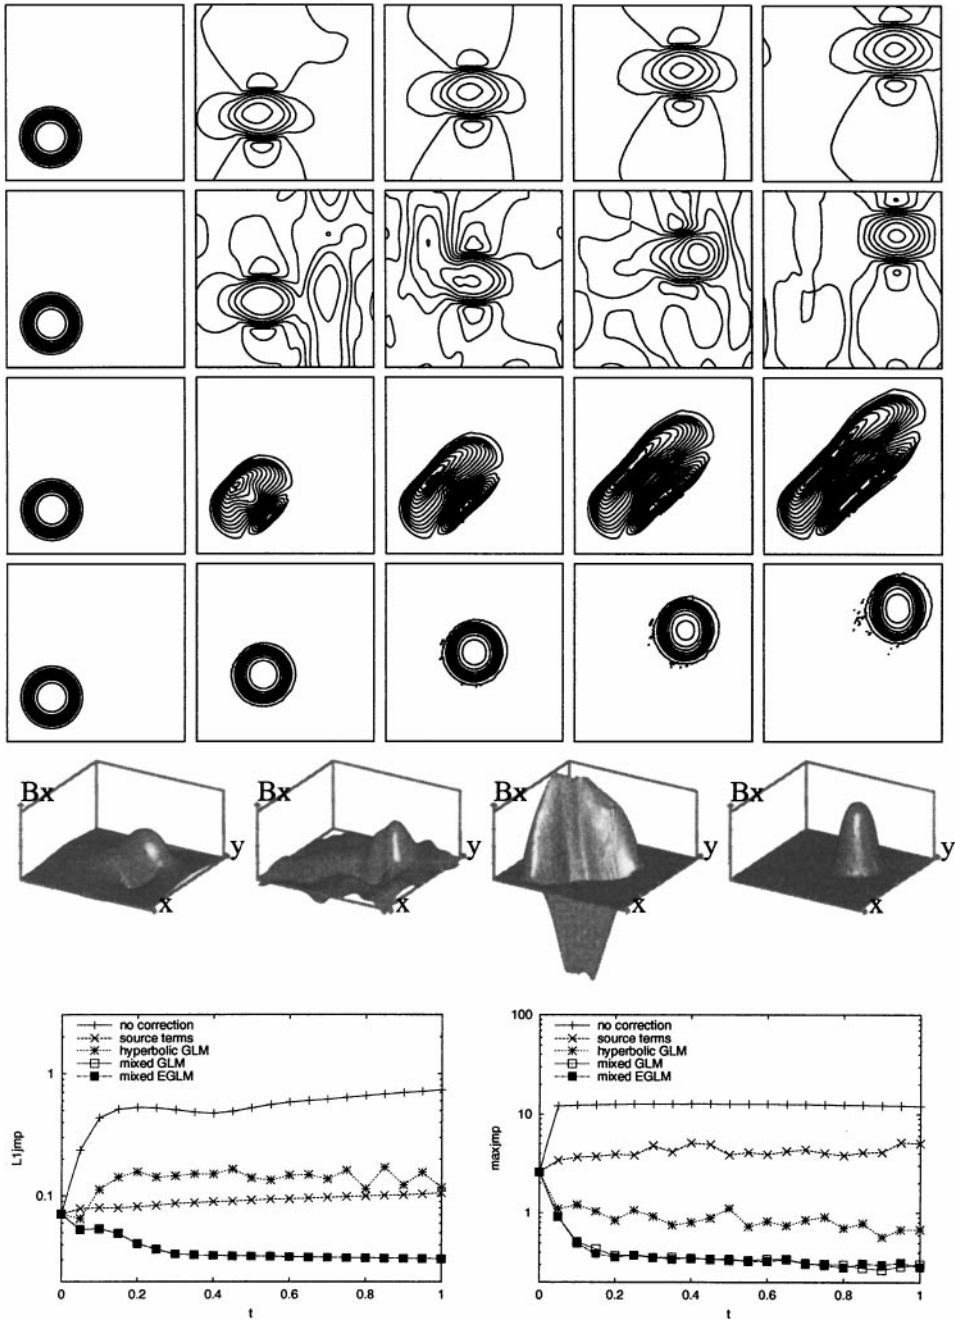 Bx
y
x
Bx
y
x
Bx
y
x
Bx
y
x
no correction
source terms
hyperbolic GLM
mixed GLM
mixed EGLM
1
0.1
L1jmp
0 0.2 0.4 0.6 0.8 1
t
100
no correction
source terms
hyperbolic GLM
mixed GLM
mixed EGLM
10
1
maxjmp
0 0.2 0.4 0.6 0.8 1
t